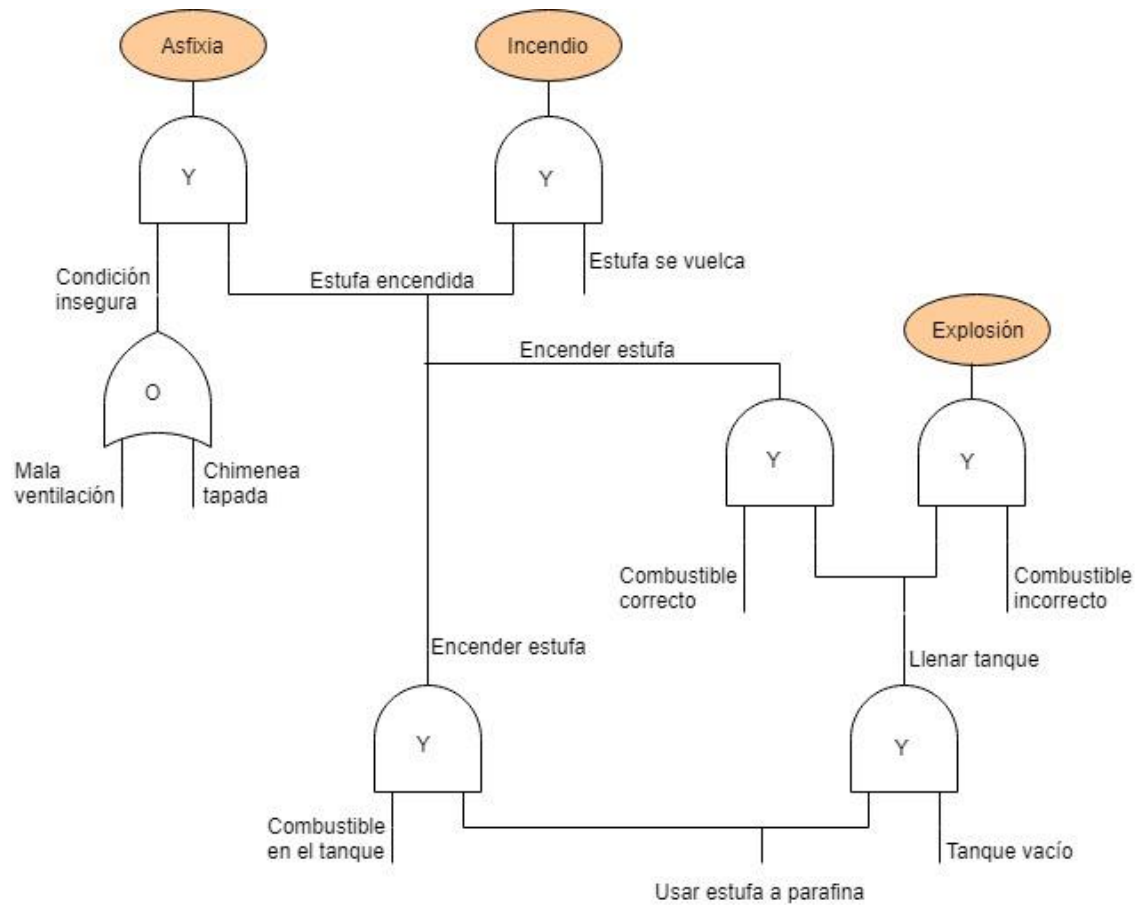 Asfixia
Incendio
Y
Y
Condición
insegura
Estufa encendida
Estufa se vuelca
Explosión
Encender estufa
O
Mala
ventilación
Chimenea
tapada
Y
Y
Combustible
correcto
Combustible
incorrecto
Encender estufa
Llenar tanque
Y
Y
Combustible
en el tanque
Tanque vacío
Usar estufa a parafina